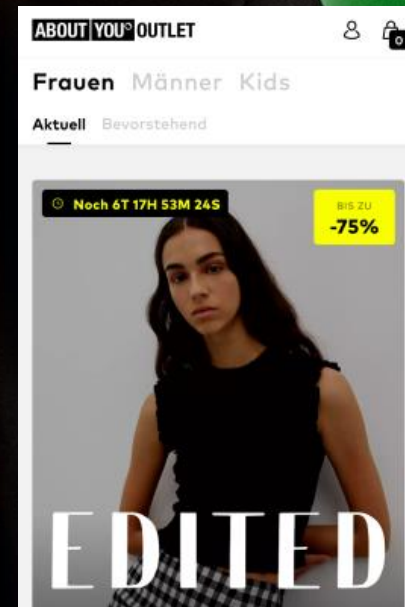 ABOUT YOU° OUTLET
0
Frauen Männer Kids
Aktuell Bevorstehend
Noch 6T 17H 53M 24S
BIS ZU
-75%
EDITED